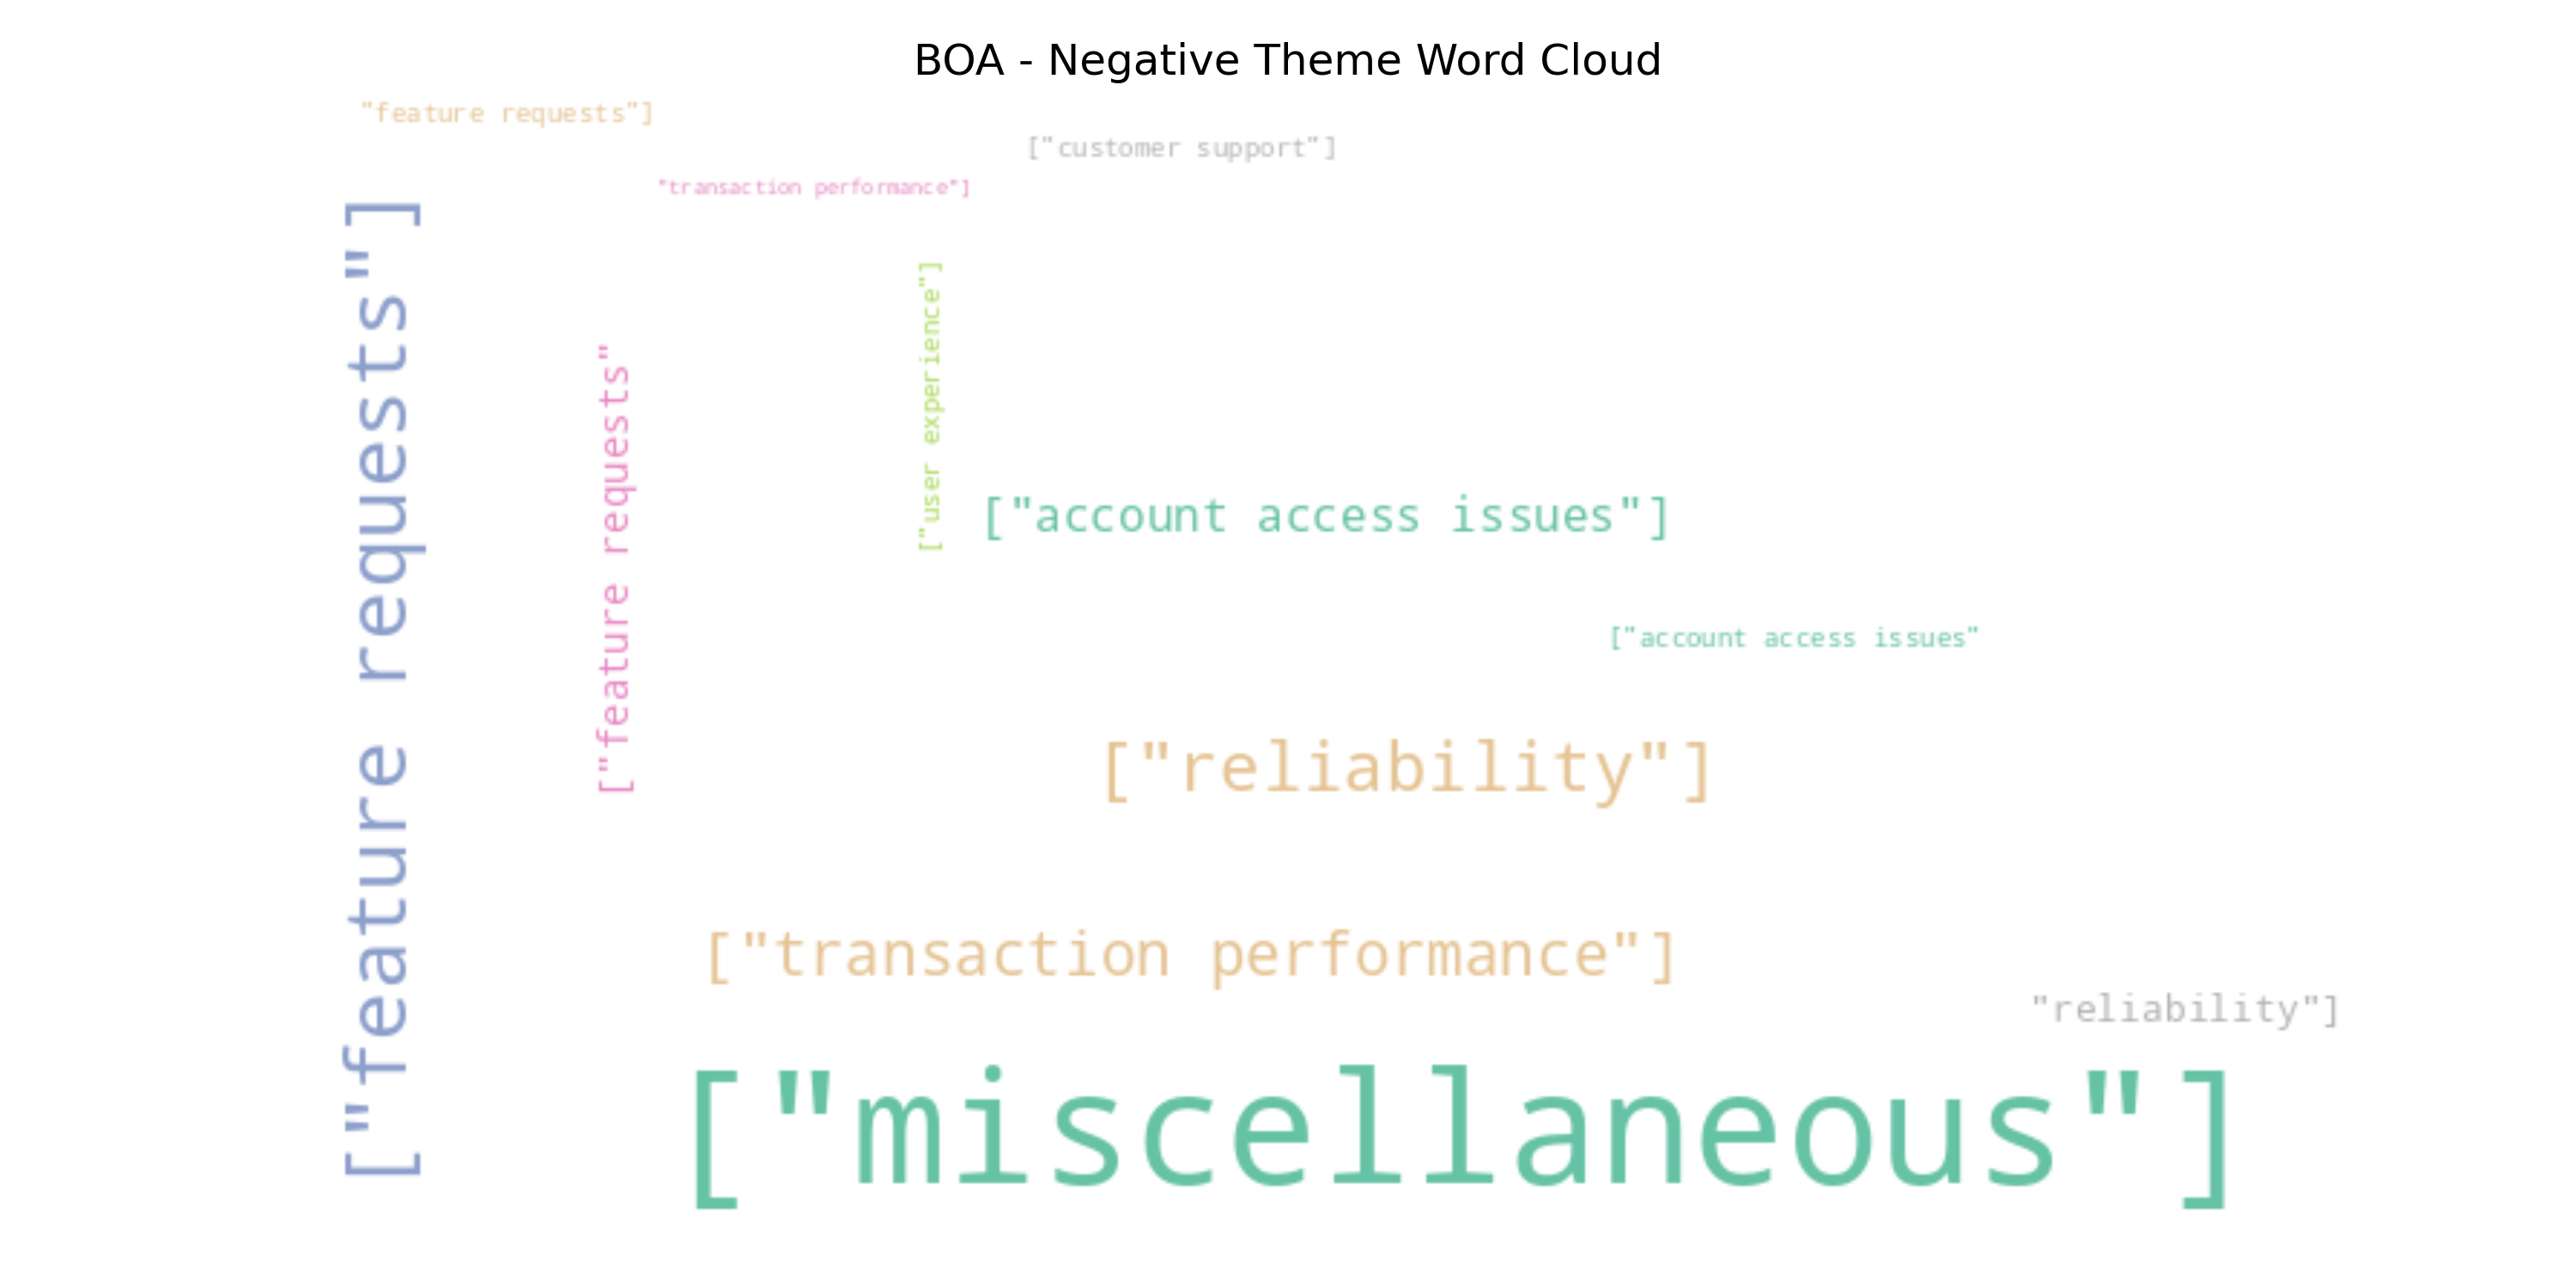 BOA - Negative Theme Word Cloud
"feature requests"]
["customer support"]
"transaction performance"]
["feature requests"]
["feature requests"
["user experience"]
["account access issues"]
["account access issues"
["reliability"]
["transaction performance"]
"reliability"]
["miscellaneous"]